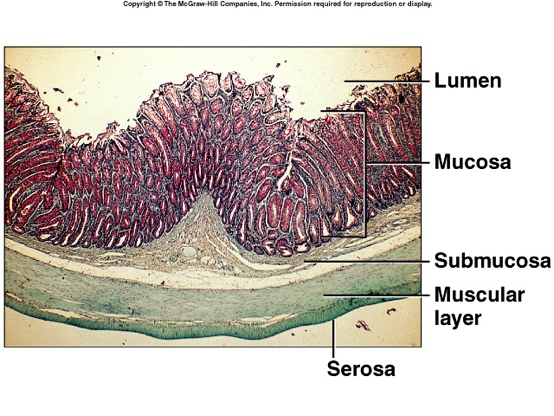 Copyright © The McGraw-Hill Companies, Inc. Permission required for reproduction or display.
Lumen
Mucosa
Submucosa
Muscular
layer
Serosa